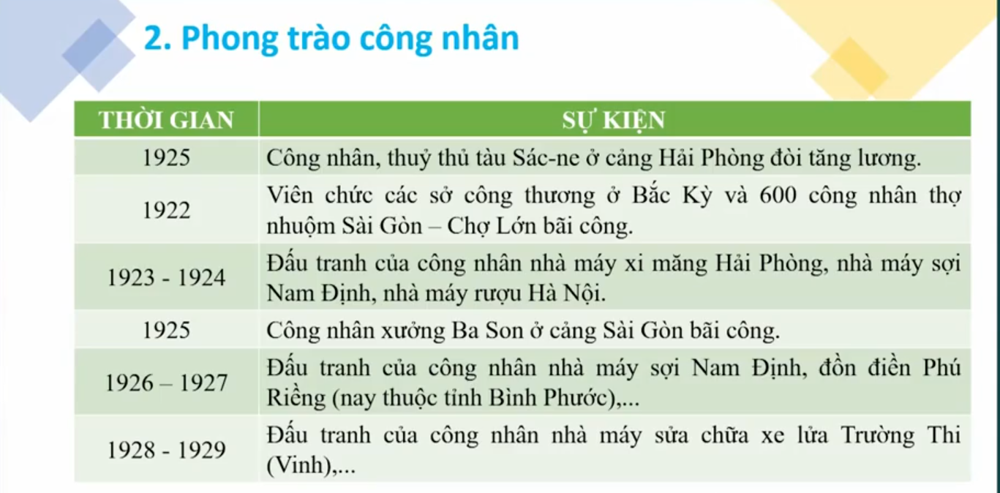 2. Phong trào công nhân
THỜI GIAN SỰ KIỆN
1925 Công nhân, thuỷ thủ tàu Sác-ne ở cảng Hải Phòng đòi tăng lương.
1922 Viên chức các sở công thương ở Bắc Kỳ và 600 công nhân thợ
nhuộm Sài Gòn – Chợ Lớn bãi công.
1923 - 1924 Đấu tranh của công nhân nhà máy xi măng Hải Phòng, nhà máy sợi
Nam Định, nhà máy rượu Hà Nội.
1925 Công nhân xưởng Ba Son ở cảng Sài Gòn bãi công.
1926 – 1927 Đấu tranh của công nhân nhà máy sợi Nam Định, đồn điền Phú
Riềng (nay thuộc tỉnh Bình Phước),...
1928 - 1929 Đấu tranh của công nhân nhà máy sửa chữa xe lửa Trường Thi
(Vinh),...